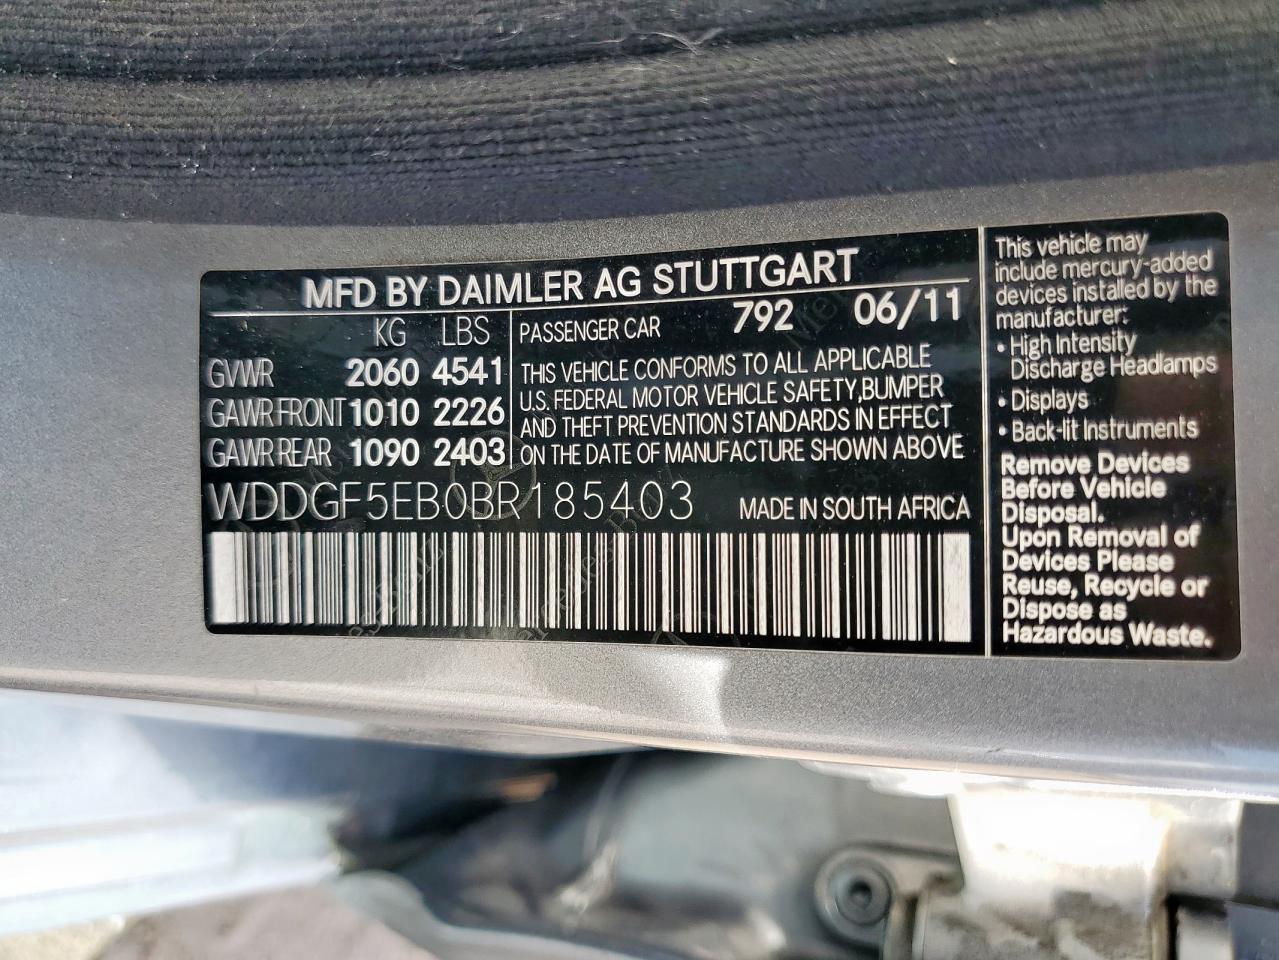 MFD BY DAIMLER AG STUTTGART
KG LBS
GVWR 2060 4541
GAWR FRONT 1010 2226
GAWR REAR 1090 2403
PASSENGER CAR 792 06/11
THIS VEHICLE CONFORMS TO ALL APPLICABLE
U.S. FEDERAL MOTOR VEHICLE SAFETY,BUMPER
AND THEFT PREVENTION STANDARDS IN EFFECT
ON THE DATE OF MANUFACTURE SHOWN ABOVE
WDDGF5EB0BR185403 MADE IN SOUTH AFRICA
This vehicle may
include mercury-added
devices installed by the
manufacturer:
• High Intensity
Discharge Headlamps
• Displays
• Back-lit Instruments
Remove Devices
Before Vehicle
Disposal.
Upon Removal of
Devices Please
Reuse, Recycle or
Dispose as
Hazardous Waste.